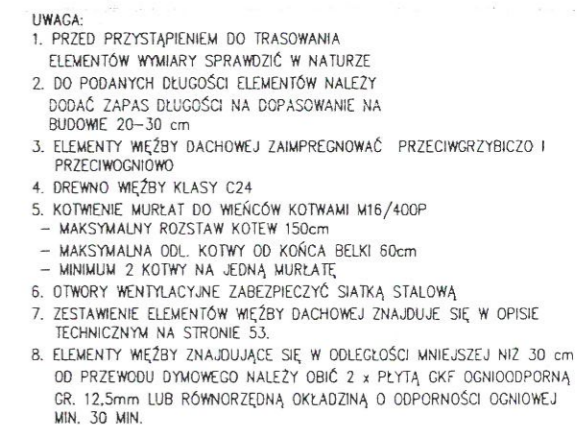 UWAGA:
1. PRZED PRZYSTĄPIENIEM DO TRASOWANIA
ELEMENTÓW WYMIARY SPRAWDZIĆ W NATURZE
2. DO PODANYCH DŁUGOŚCI ELEMENTÓW NALEŻY
DODAĆ ZAPAS DŁUGOŚCI NA DOPASOWANIE NA
BUDOWIE 20–30 cm
3. ELEMENTY WIĘŹBY DACHOWEJ ZAIMPREGNOWAĆ PRZECIWGRZYBICZO I
PRZECIWOGNIOWO
4. DREWNO WIĘŹBY KLASY C24
5. KOTWIENIE MURŁAT DO WIEŃCÓW KOTWAMI M16/400P
– MAKSYMALNY ROZSTAW KOTEW 150cm
– MAKSYMALNA ODL. KOTWY OD KOŃCA BELKI 60cm
– MINIMUM 2 KOTWY NA JEDNĄ MURŁATĘ
6. OTWORY WENTYLACYJNE ZABEZPIECZYĆ SIATKĄ STALOWĄ
7. ZESTAWIENIE ELEMENTÓW WIĘŹBY DACHOWEJ ZNAJDUJE SIĘ W OPISIE
TECHNICZNYM NA STRONIE 53.
8. ELEMENTY WIĘŹBY ZNAJDUJĄCE SIĘ W ODLEGŁOŚCI MNIEJSZEJ NIŻ 30 cm
OD PRZEWODU DYMOWEGO NALEŻY OBIĆ 2 x PŁYTĄ GKF OGNIOODPORNĄ
GR. 12,5mm LUB RÓWNORZĘDNĄ OKŁADZINĄ O ODPORNOŚCI OGNIOWEJ
MIN. 30 MIN.